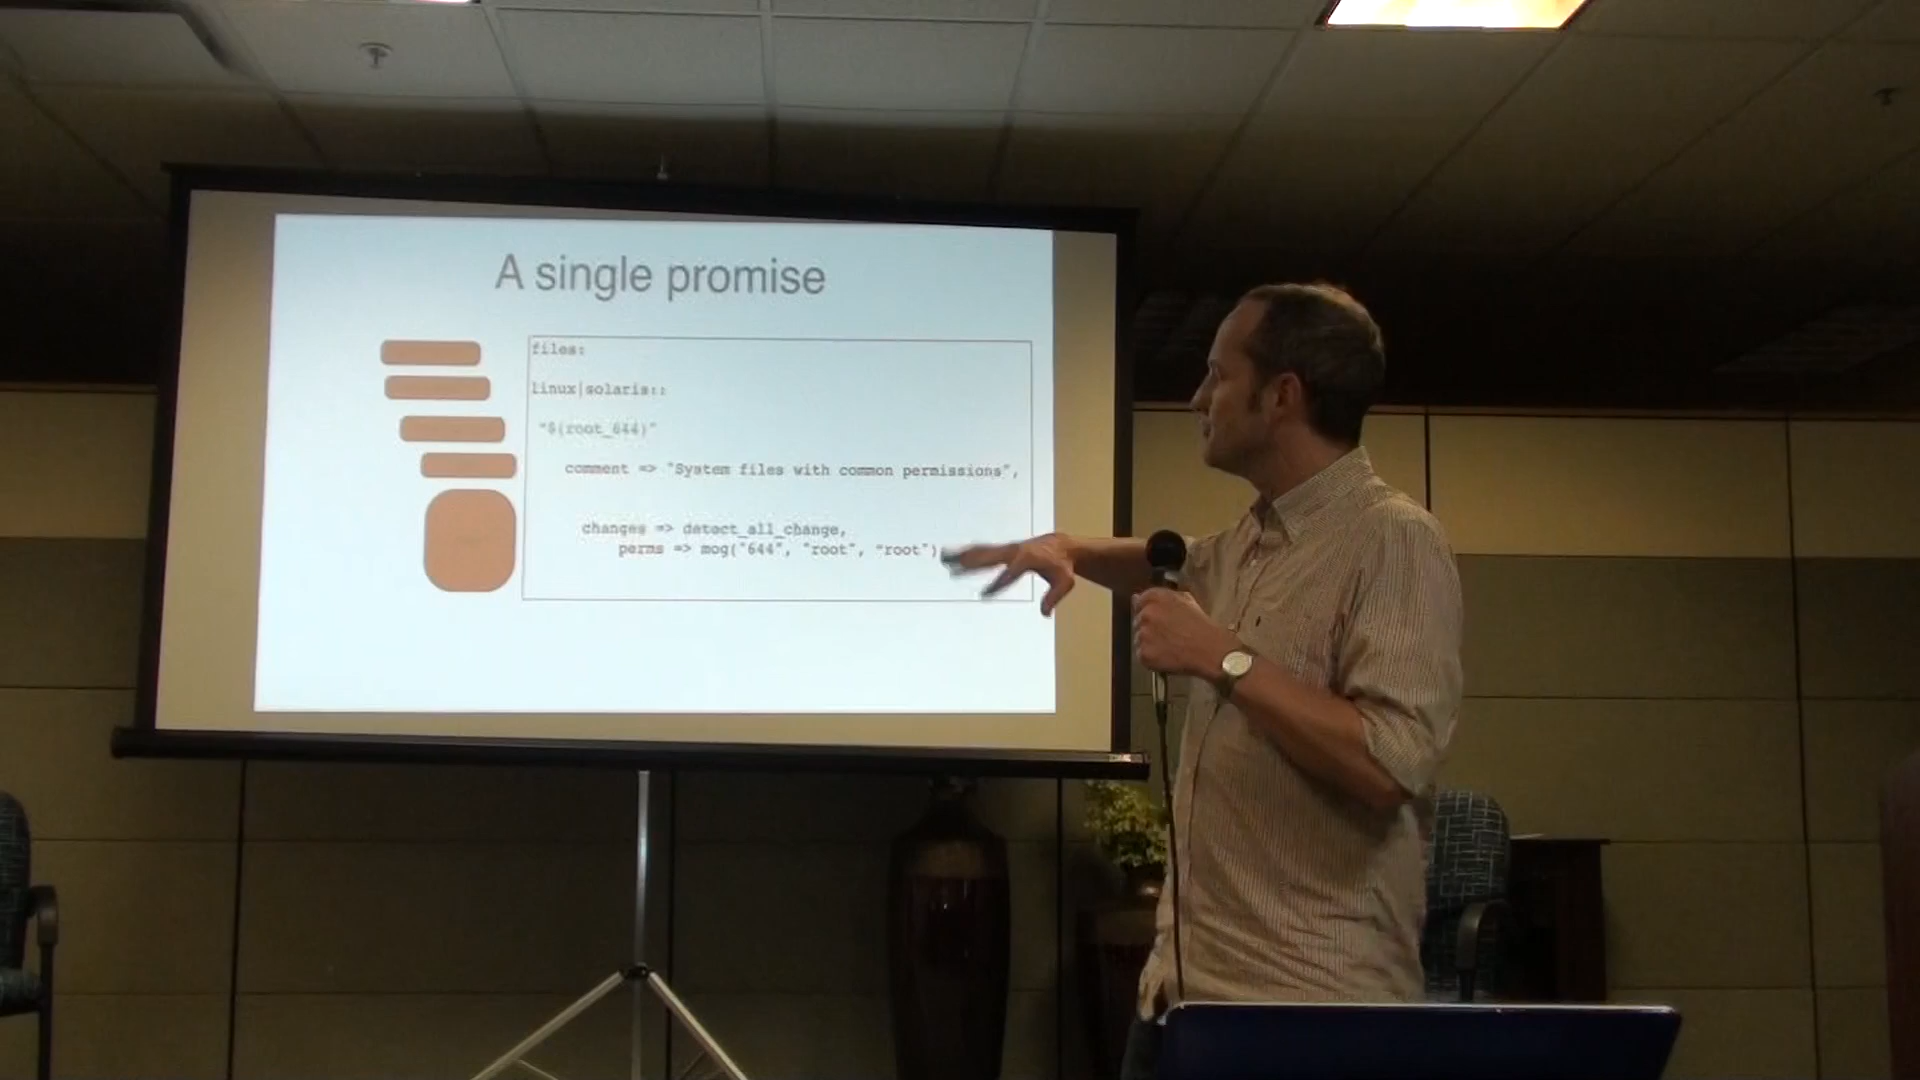 A single promise
files:
linux|solaris::
"$(root_644)"
comment => "System files with common permissions",
changes => detect_all_change,
perms => mog("644", "root", "root")